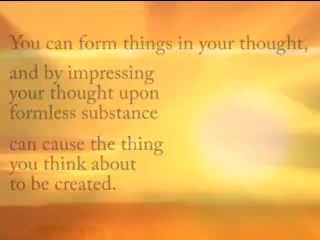 You can form things in your thought,
and by impressing
your thought upon
formless substance
can cause the thing
you think about
to be created.